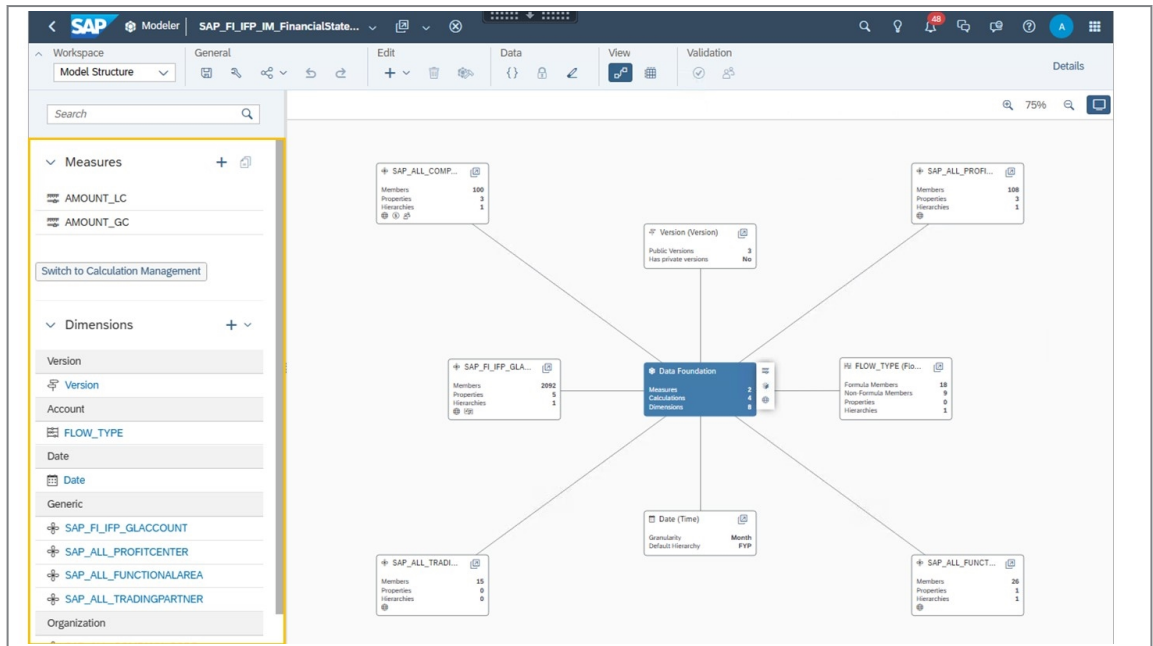 SAP Modeler SAP_FI_IFP_IM_FinancialState... 48 A
Workspace General Edit Data View Validation
Model Structure Details
Search 75%
Measures
AMOUNT_LC
AMOUNT_GC
Switch to Calculation Management
Dimensions
Version
Version
Account
FLOW_TYPE
Date
Date
Generic
SAP_FI_IFP_GLACCOUNT
SAP_ALL_PROFITCENTER
SAP_ALL_FUNCTIONALAREA
SAP_ALL_TRADINGPARTNER
Organization
SAP_ALL_COMP...
Members 100
Properties 3
Hierarchies 1
SAP_ALL_PROFI...
Members 108
Properties 3
Hierarchies 1
Version (Version)
Public Versions 3
Has private versions No
SAP_FI_IFP_GLA...
Members 2092
Properties 5
Hierarchies 1
Data Foundation
Measures 2
Calculations 4
Dimensions 8
FLOW_TYPE (Flo...
Formula Members 18
Non-Formula Members 9
Properties 0
Hierarchies 1
Date (Time)
Granularity Month
Default Hierarchy FYP
SAP_ALL_TRADI...
Members 15
Properties 0
Hierarchies 0
SAP_ALL_FUNCT...
Members 26
Properties 1
Hierarchies 1